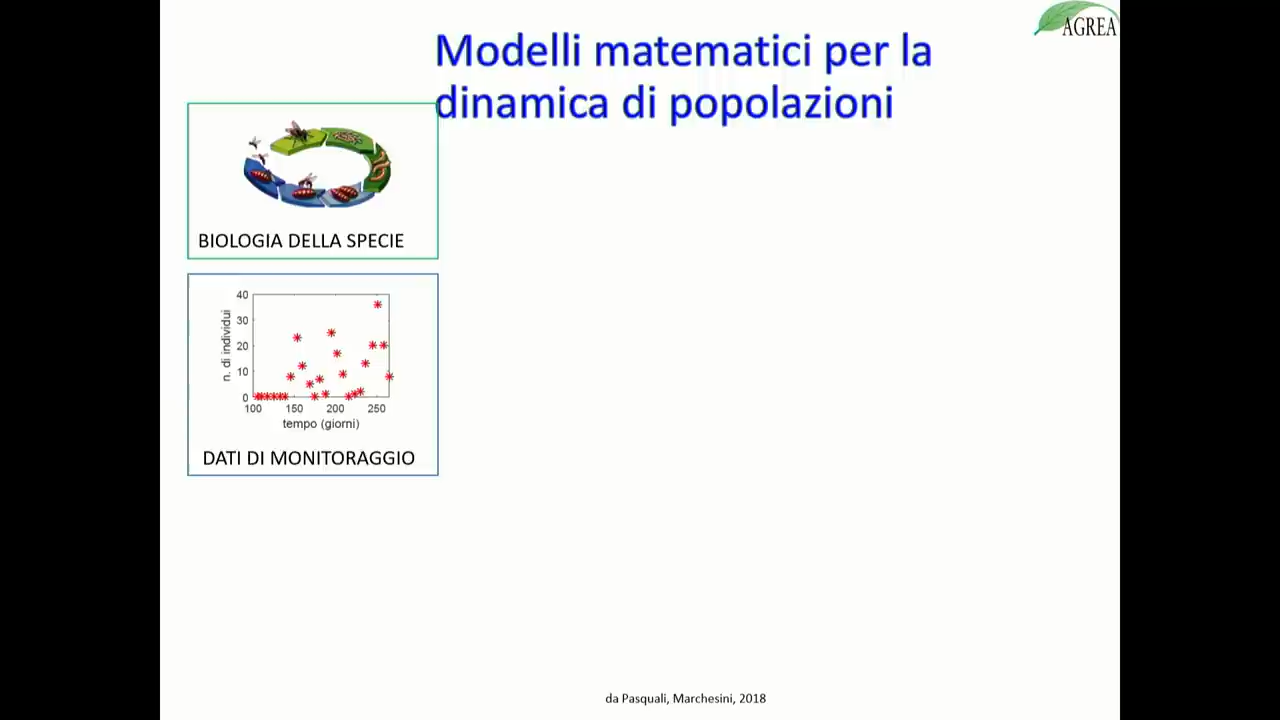 AGREA
Modelli matematici per la
dinamica di popolazioni
BIOLOGIA DELLA SPECIE
40
30
20
10
0
n. di individui
100 150 200 250
tempo (giorni)
DATI DI MONITORAGGIO
da Pasquali, Marchesini, 2018